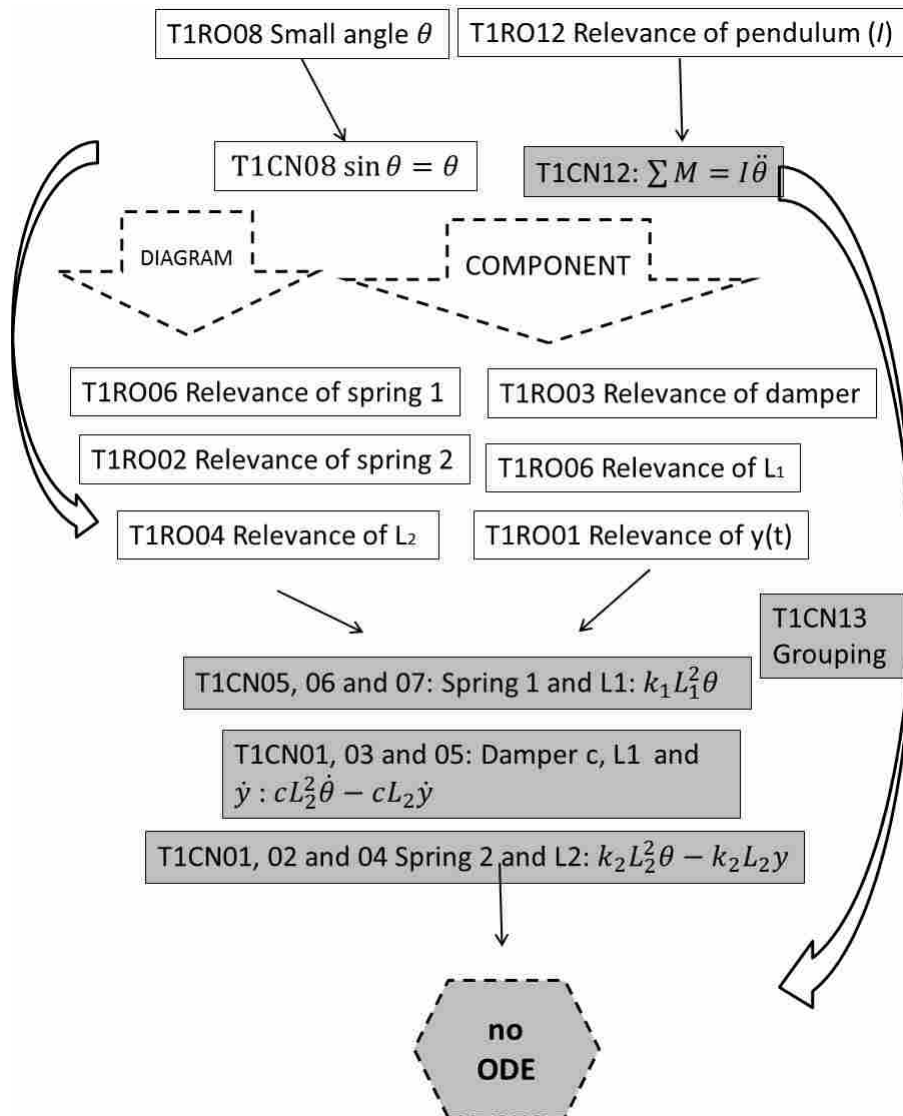 T1RO08 Small angle θ
T1RO12 Relevance of pendulum (I)
T1CN08 sin θ = θ
T1CN12: ∑ M = Iθ̈
DIAGRAM
COMPONENT
T1RO06 Relevance of spring 1
T1RO03 Relevance of damper
T1RO02 Relevance of spring 2
T1RO06 Relevance of L₁
T1RO04 Relevance of L₂
T1RO01 Relevance of y(t)
T1CN13
Grouping
T1CN05, 06 and 07: Spring 1 and L1: k₁L₁²θ
T1CN01, 03 and 05: Damper c, L1 and
ẏ : cL₂²θ̇ − cL₂ẏ
T1CN01, 02 and 04 Spring 2 and L2: k₂L₂²θ − k₂L₂y
no
ODE